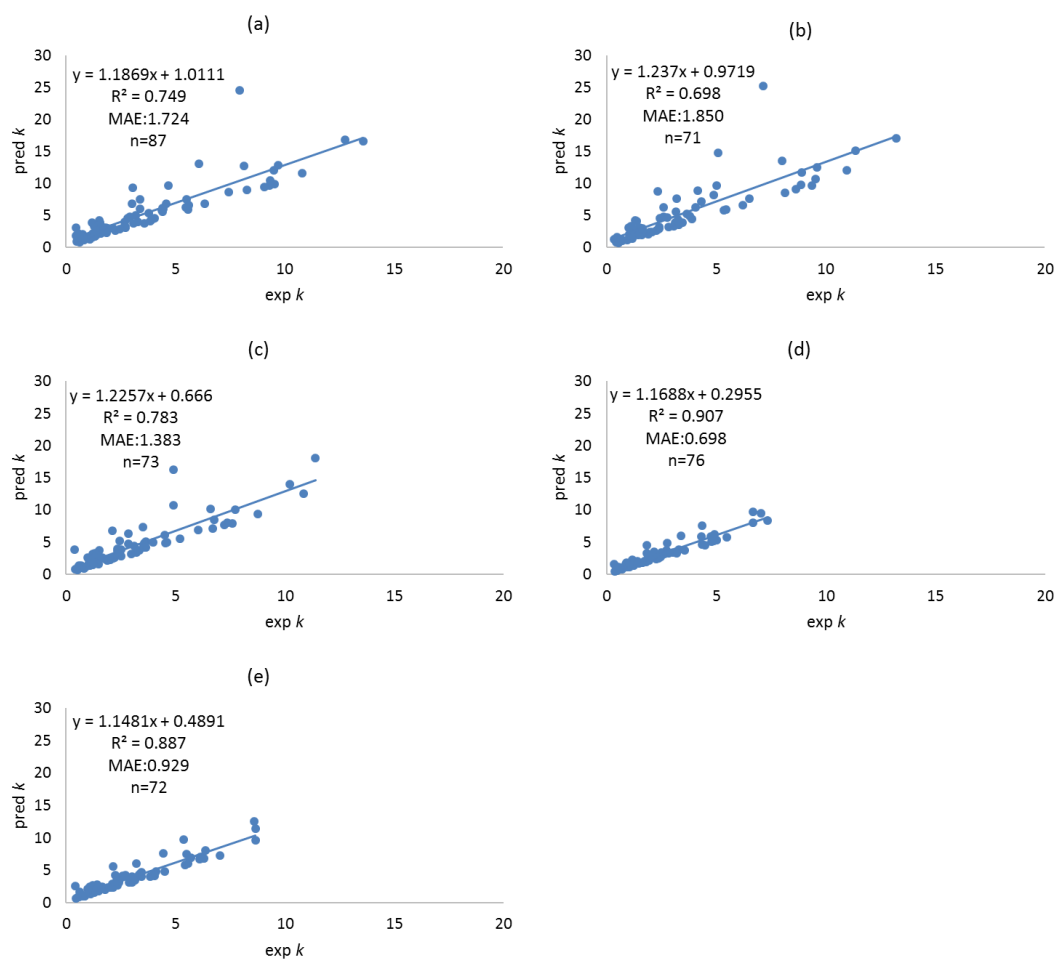 (a)
30
25
20
15
10
5
0
pred k
y = 1.1869x + 1.0111
R² = 0.749
MAE:1.724
n=87
0 5 10 15 20
exp k
(b)
30
25
20
15
10
5
0
pred k
y = 1.237x + 0.9719
R² = 0.698
MAE:1.850
n=71
0 5 10 15 20
exp k
(c)
30
25
20
15
10
5
0
pred k
y = 1.2257x + 0.666
R² = 0.783
MAE:1.383
n=73
0 5 10 15 20
exp k
(d)
30
25
20
15
10
5
0
pred k
y = 1.1688x + 0.2955
R² = 0.907
MAE:0.698
n=76
0 5 10 15 20
exp k
(e)
30
25
20
15
10
5
0
pred k
y = 1.1481x + 0.4891
R² = 0.887
MAE:0.929
n=72
0 5 10 15 20
exp k